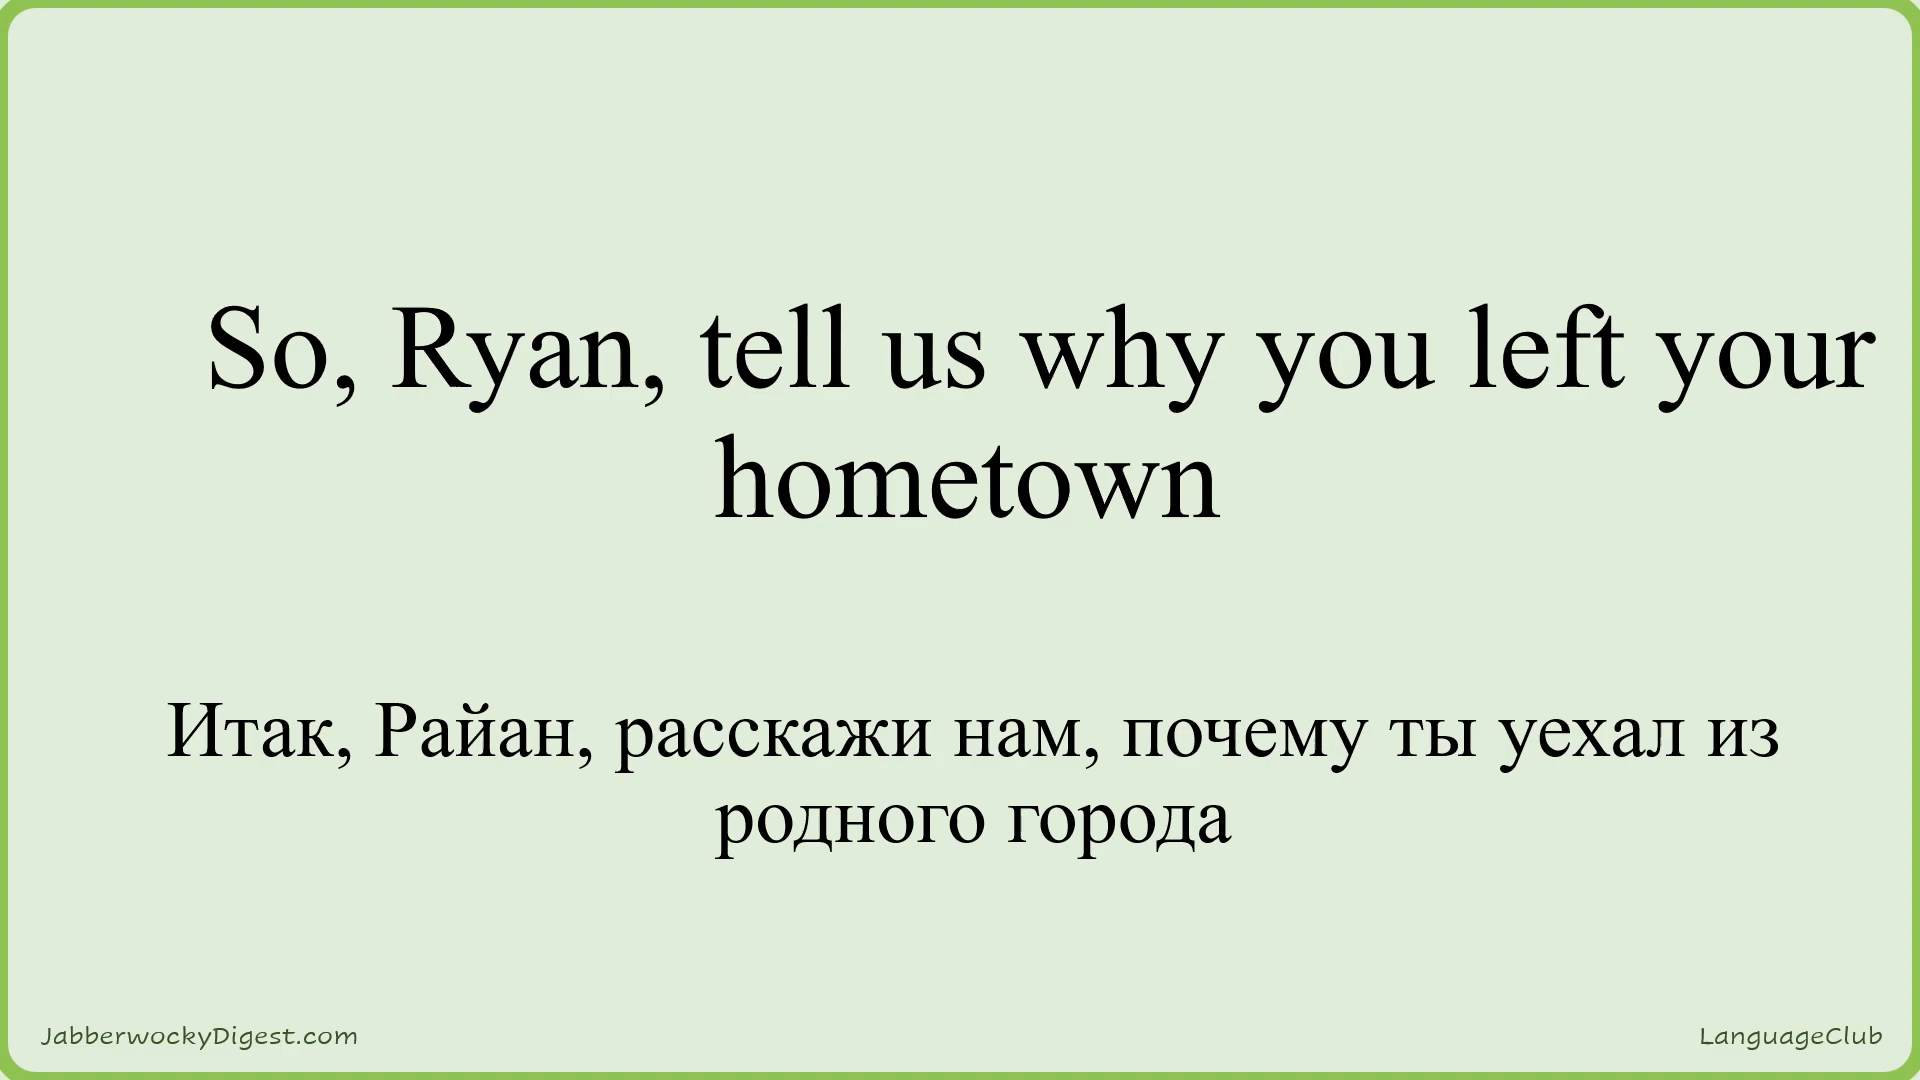 So, Ryan, tell us why you left your
hometown
Итак, Райан, расскажи нам, почему ты уехал из
родного города
JabberwockyDigest.com
LanguageClub